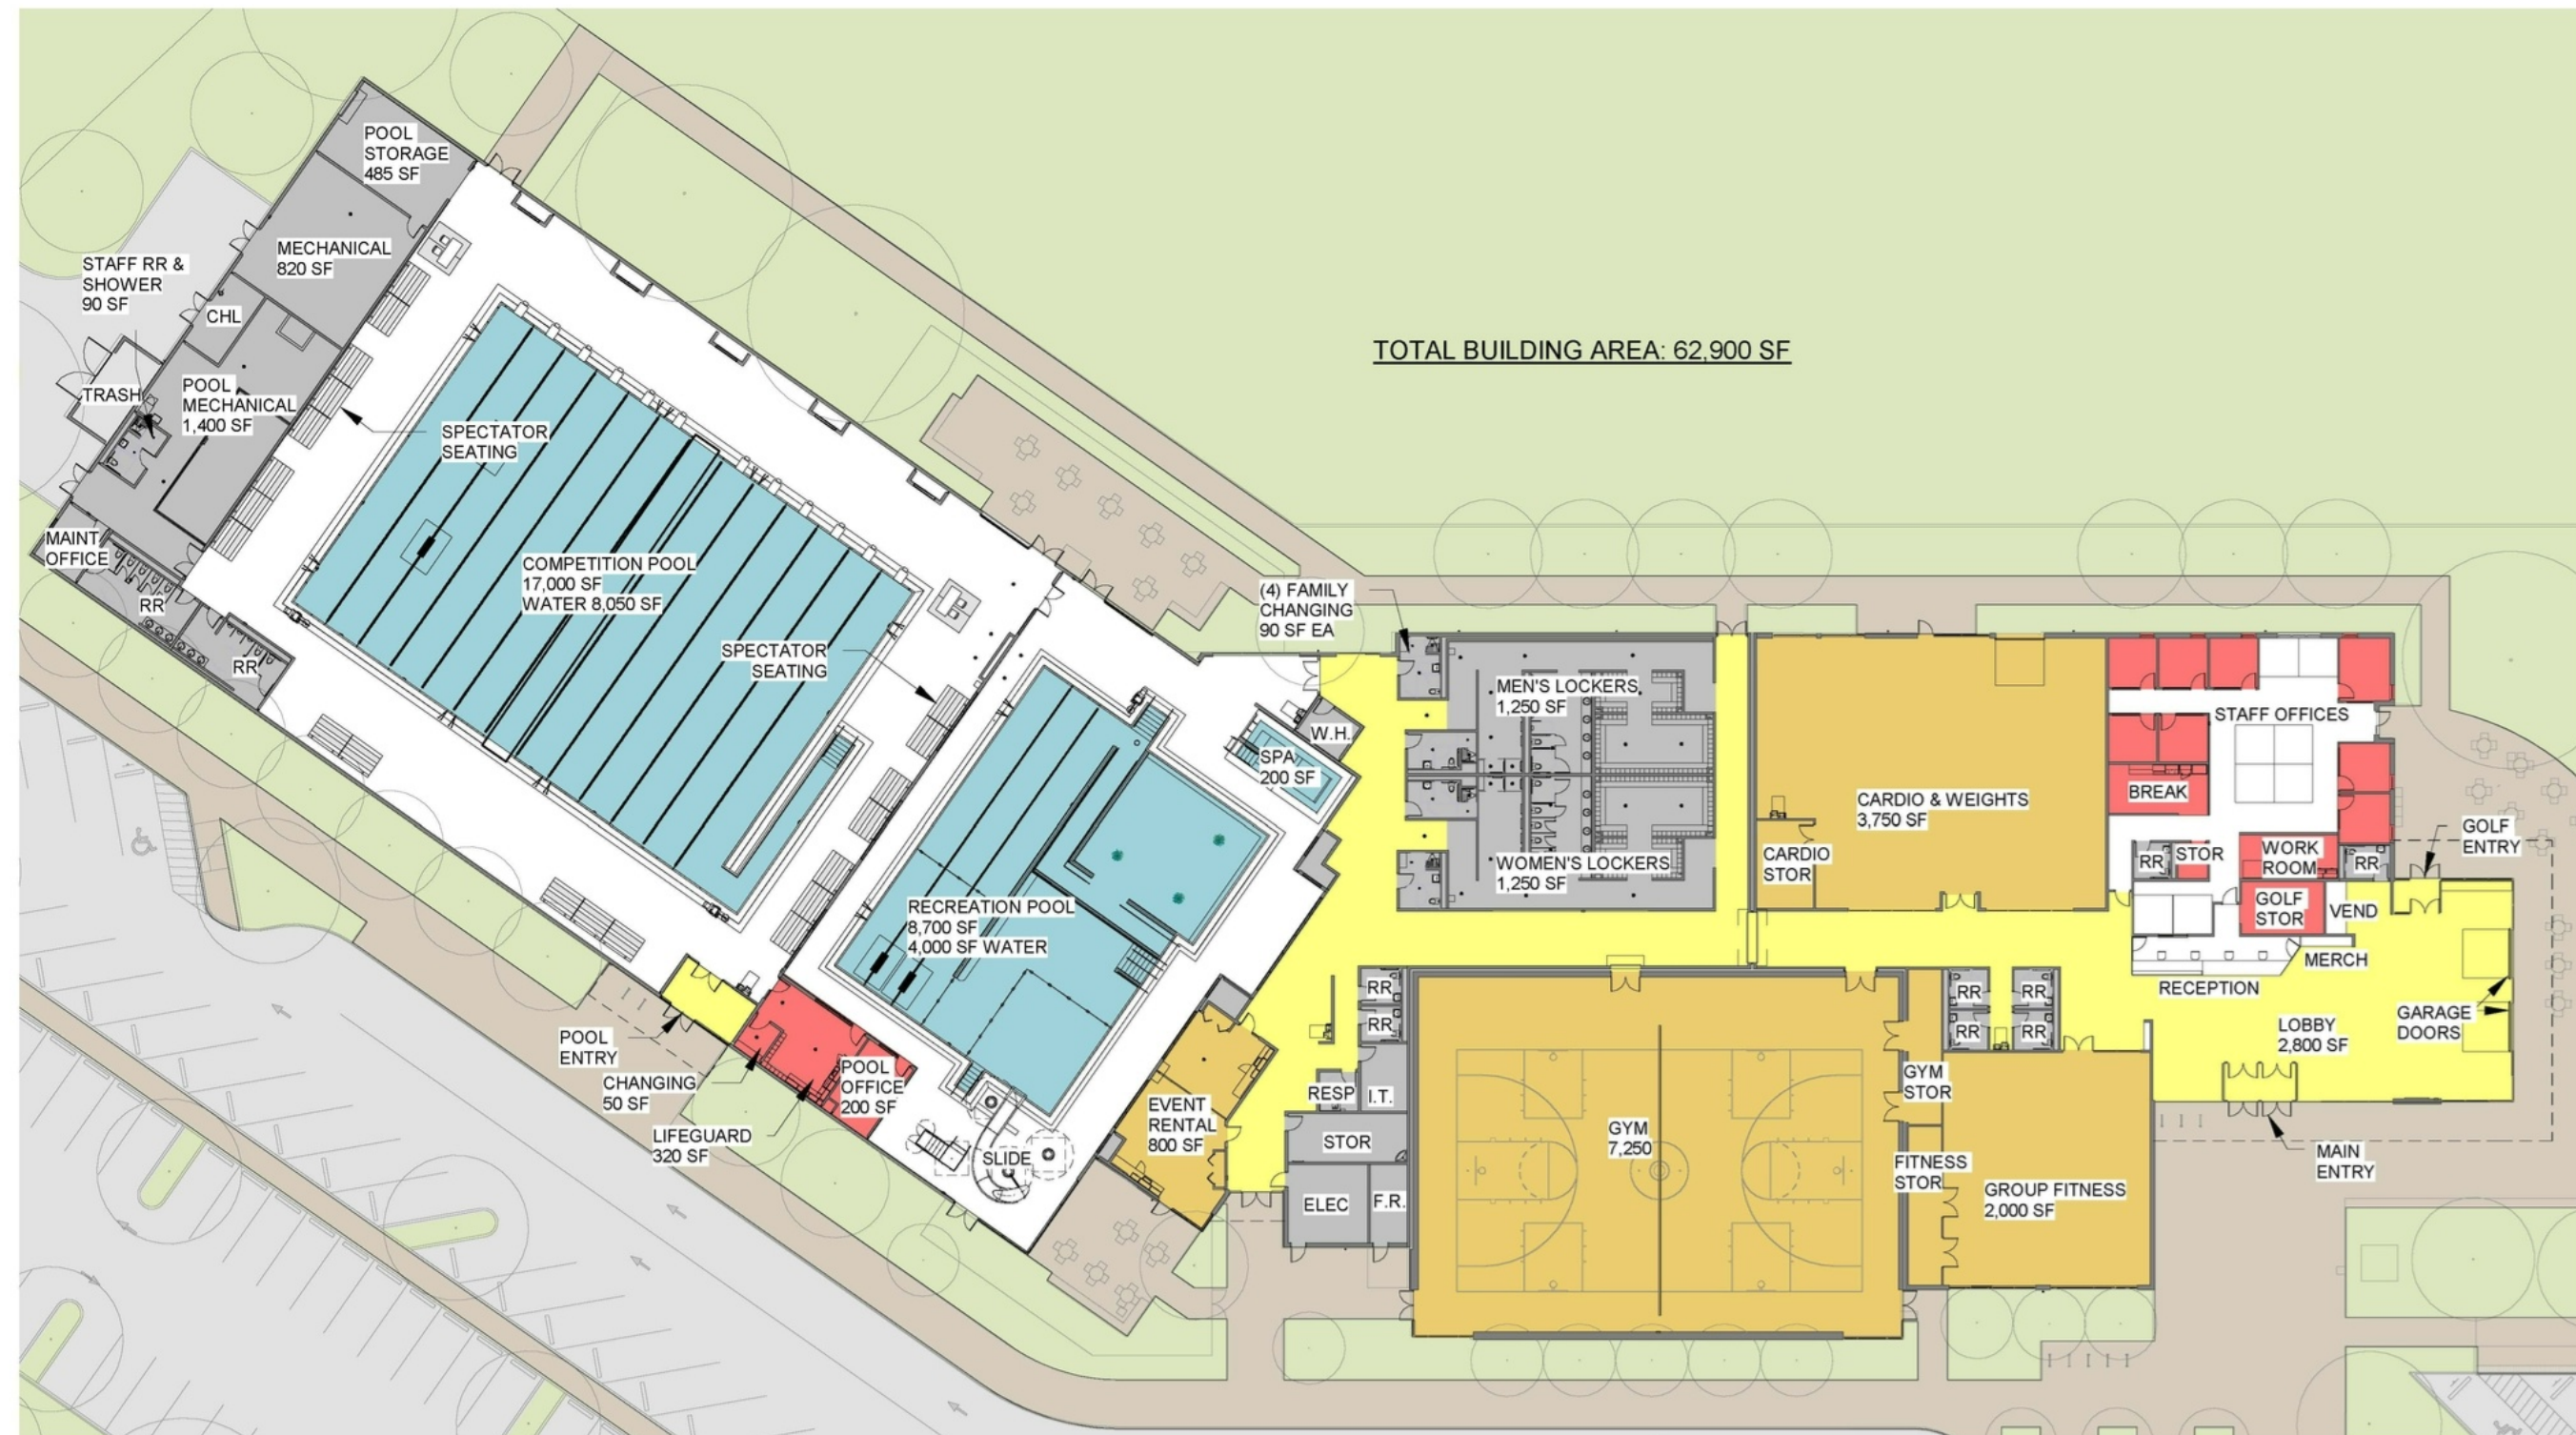 POOL
STORAGE
485 SF
MECHANICAL
820 SF
STAFF RR &
SHOWER
90 SF
CHL
TRASH
POOL
MECHANICAL
1,400 SF
SPECTATOR
SEATING
TOTAL BUILDING AREA: 62,900 SF
MAINT
OFFICE
RR
RR
COMPETITION POOL
17,000 SF
WATER 8,050 SF
SPECTATOR
SEATING
(4) FAMILY
CHANGING
90 SF EA
W.H.
SPA
200 SF
MEN'S LOCKERS
1,250 SF
WOMEN'S LOCKERS
1,250 SF
CARDIO & WEIGHTS
3,750 SF
CARDIO
STOR
STAFF OFFICES
BREAK
RR
STOR
WORK
ROOM
RR
GOLF
ENTRY
GOLF
STOR
VEND
MERCH
RECEPTION
RECREATION POOL
8,700 SF
4,000 SF WATER
POOL
ENTRY
CHANGING
50 SF
LIFEGUARD
320 SF
POOL
OFFICE
200 SF
SLIDE
EVENT
RENTAL
800 SF
RR
RR
RESP
I.T.
STOR
ELEC
F.R.
GYM
7,250
GYM
STOR
FITNESS
STOR
RR
RR
RR
RR
GROUP FITNESS
2,000 SF
LOBBY
2,800 SF
GARAGE
DOORS
MAIN
ENTRY